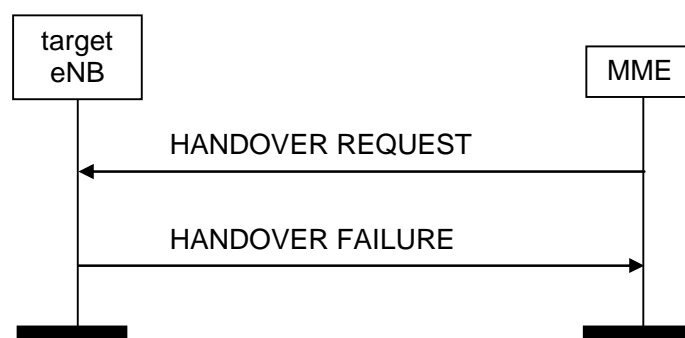 target
eNB
MME
HANDOVER REQUEST
HANDOVER FAILURE